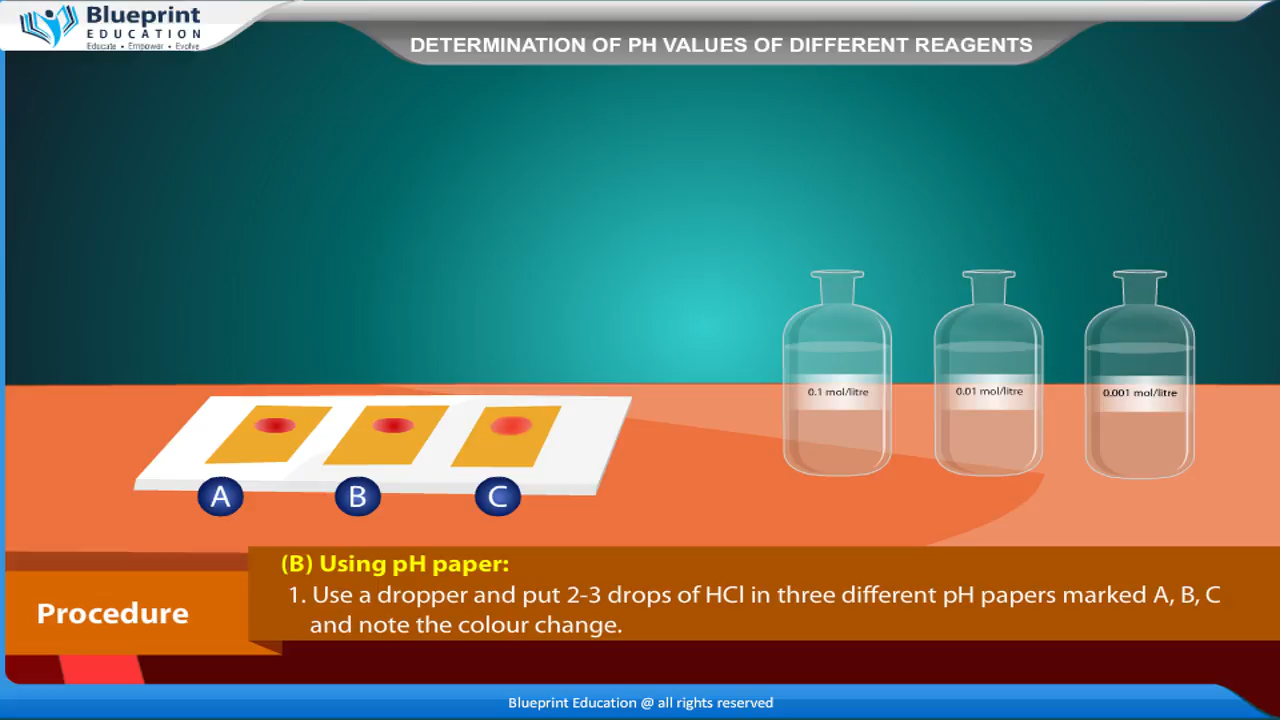 Blueprint
EDUCATION
Educate • Empower • Evolve
DETERMINATION OF PH VALUES OF DIFFERENT REAGENTS
0.1 mol/litre
0.01 mol/litre
0.001 mol/litre
A
B
C
Procedure
(B) Using pH paper:
1. Use a dropper and put 2-3 drops of HCl in three different pH papers marked A, B, C
and note the colour change.
Blueprint Education @ all rights reserved